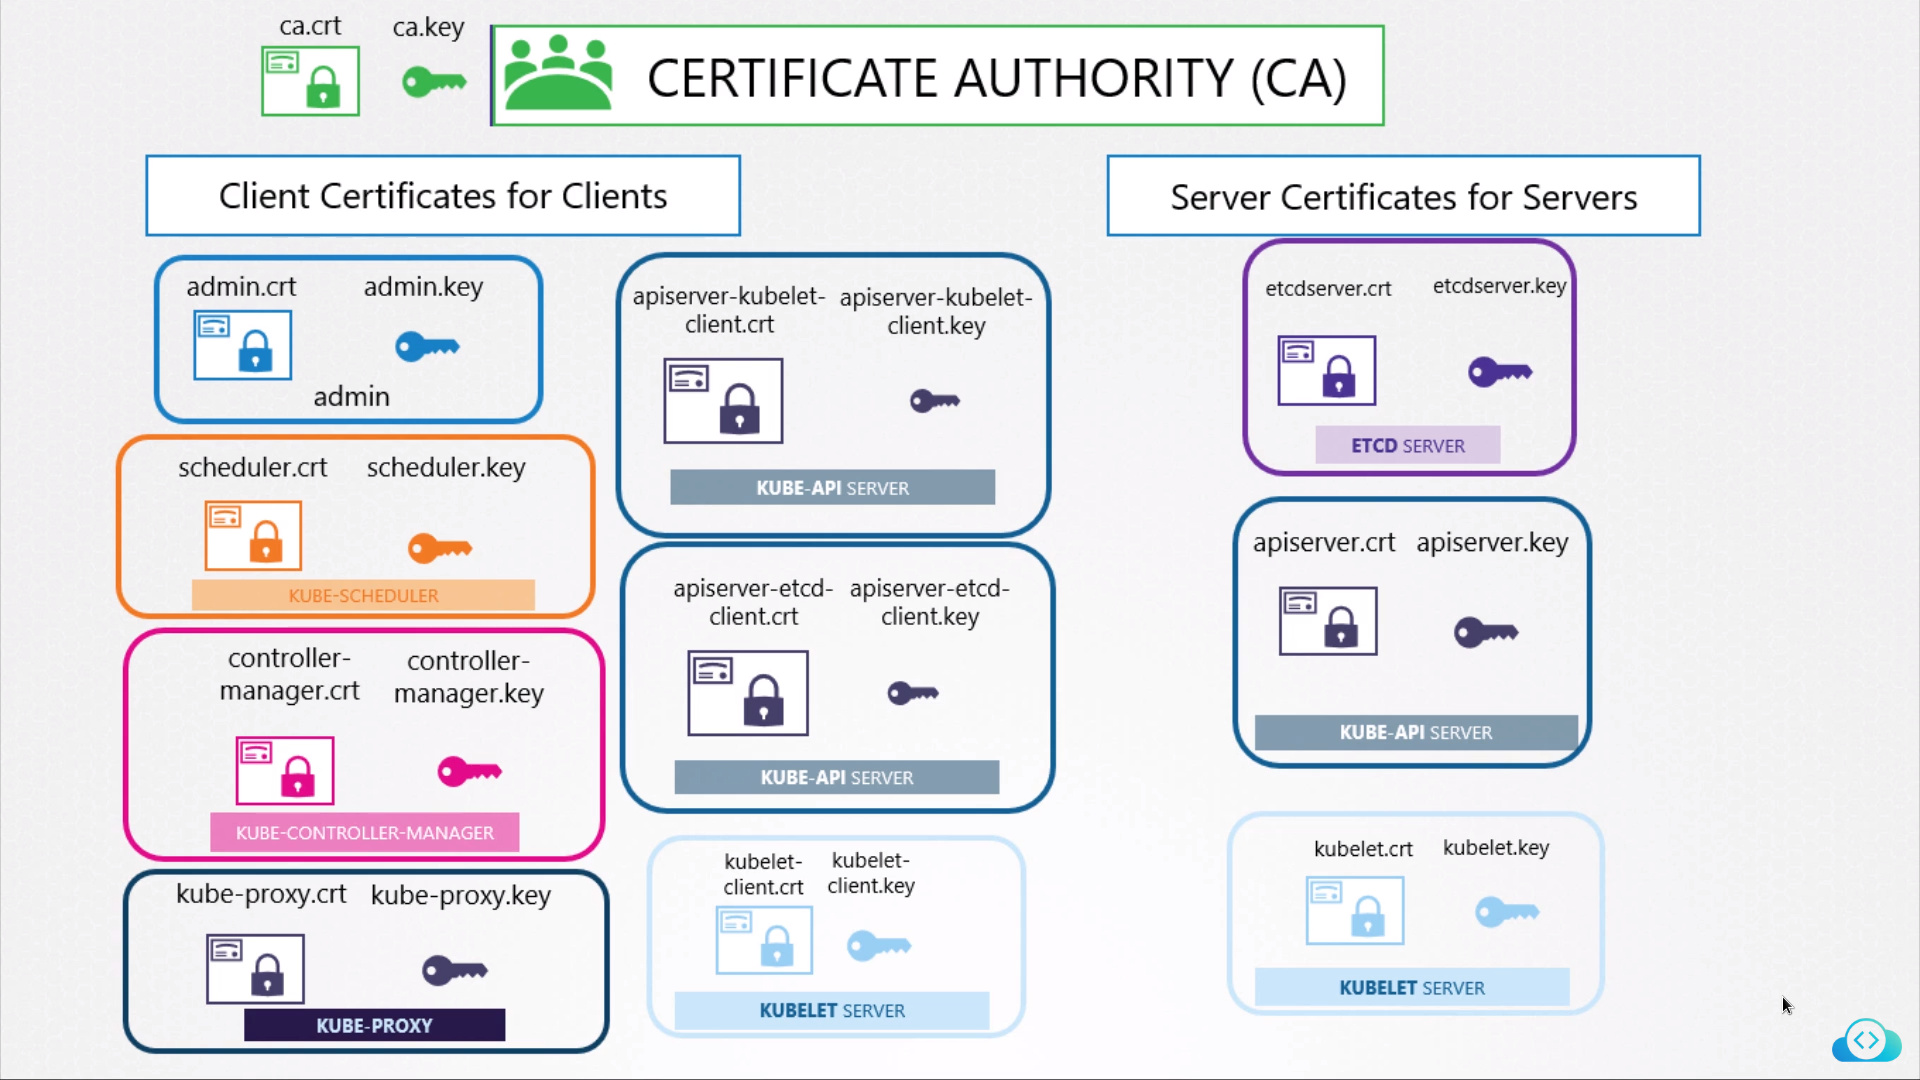 ca.crt
ca.key
CERTIFICATE AUTHORITY (CA)
Client Certificates for Clients
admin.crt
admin.key
admin
scheduler.crt
scheduler.key
KUBE-SCHEDULER
controller-
manager.crt
controller-
manager.key
KUBE-CONTROLLER-MANAGER
kube-proxy.crt
kube-proxy.key
KUBE-PROXY
apiserver-kubelet-
client.crt
apiserver-kubelet-
client.key
KUBE-API SERVER
apiserver-etcd-
client.crt
apiserver-etcd-
client.key
KUBE-API SERVER
kubelet-
client.crt
kubelet-
client.key
KUBELET SERVER
Server Certificates for Servers
etcdserver.crt
etcdserver.key
ETCD SERVER
apiserver.crt
apiserver.key
KUBE-API SERVER
kubelet.crt
kubelet.key
KUBELET SERVER